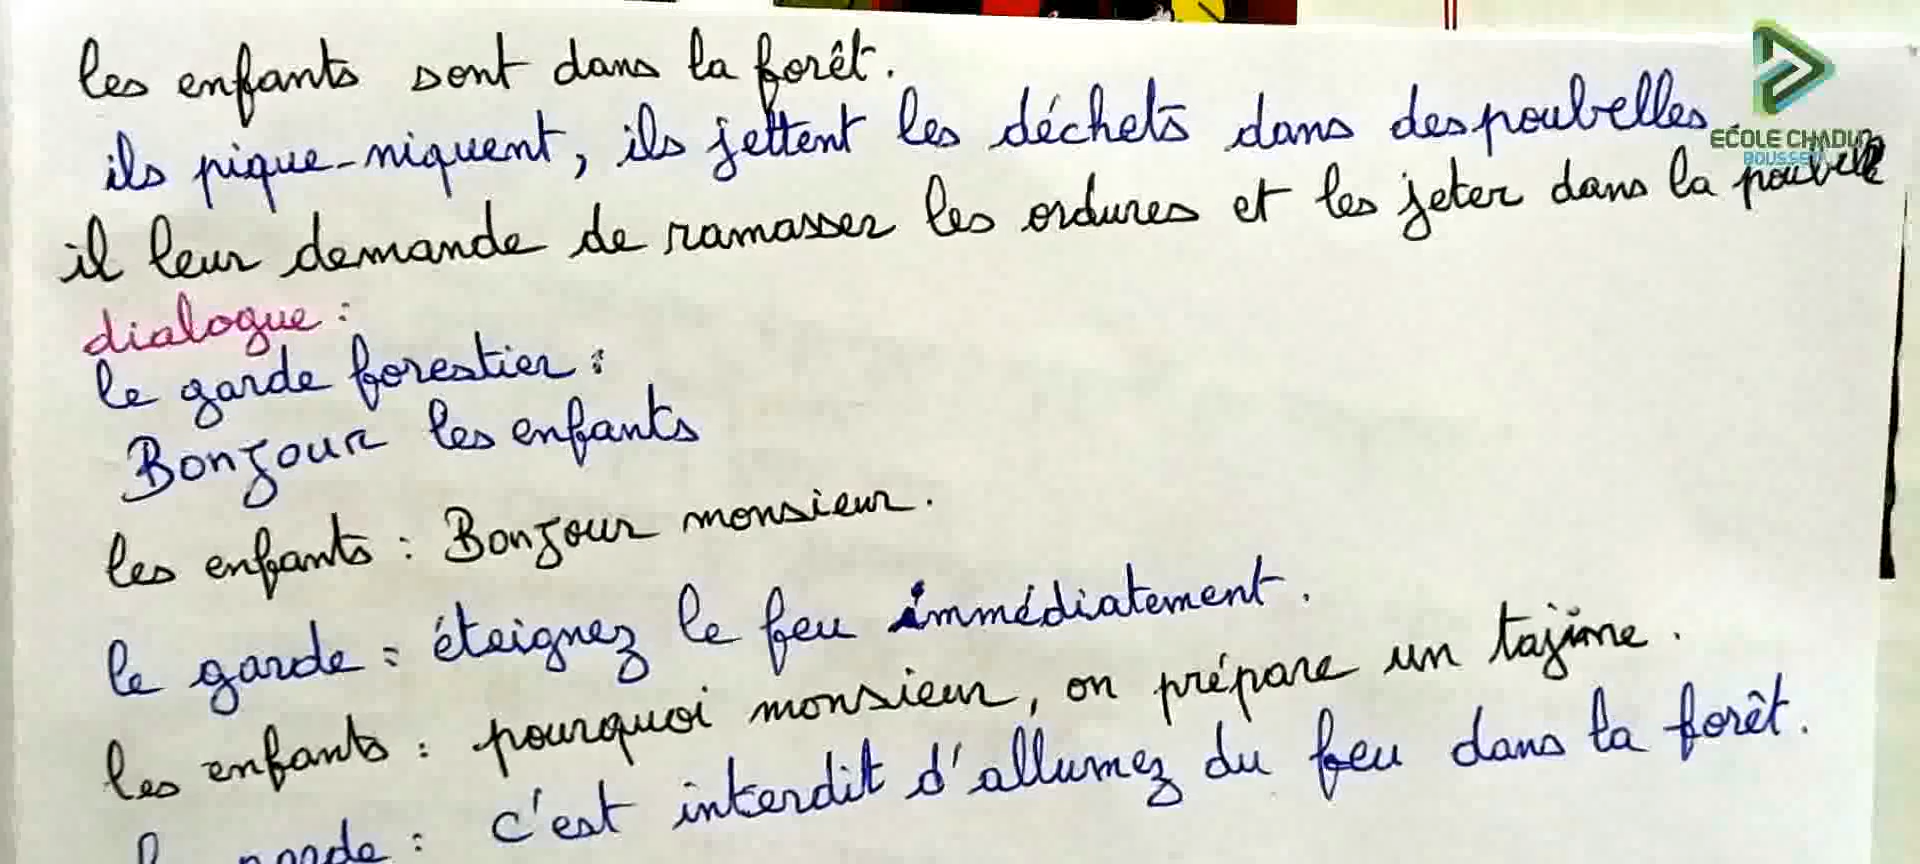 les enfants sont dans la forêt.
ils pique-niquent, ils jettent les déchets dans des poubelles.
ECOLE CHADLI
BOUSSETA
il leur demande de ramasser les ordures et les jeter dans la poubelle
dialogue :
le garde forestier :
Bonjour les enfants
les enfants : Bonjour monsieur.
le garde : éteignez le feu immédiatement.
les enfants : pourquoi monsieur, on prépare un tajine.
garde : c'est interdit d'allumez du feu dans la forêt.